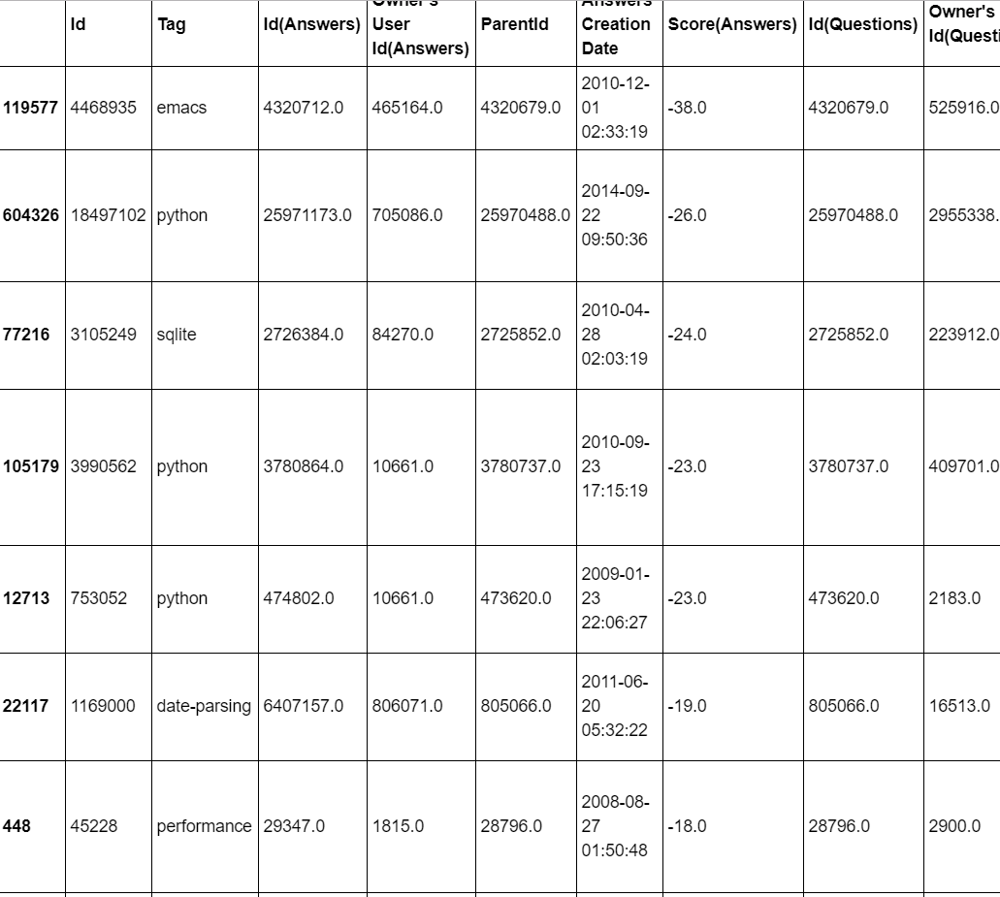 Id Tag Id(Answers) Owner's User Id(Answers) ParentId Answers Creation Date Score(Answers) Id(Questions) Owner's Id(Questi
119577 4468935 emacs 4320712.0 465164.0 4320679.0 2010-12-01 02:33:19 -38.0 4320679.0 525916.0
604326 18497102 python 25971173.0 705086.0 25970488.0 2014-09-22 09:50:36 -26.0 25970488.0 2955338.
77216 3105249 sqlite 2726384.0 84270.0 2725852.0 2010-04-28 02:03:19 -24.0 2725852.0 223912.0
105179 3990562 python 3780864.0 10661.0 3780737.0 2010-09-23 17:15:19 -23.0 3780737.0 409701.0
12713 753052 python 474802.0 10661.0 473620.0 2009-01-23 22:06:27 -23.0 473620.0 2183.0
22117 1169000 date-parsing 6407157.0 806071.0 805066.0 2011-06-20 05:32:22 -19.0 805066.0 16513.0
448 45228 performance 29347.0 1815.0 28796.0 2008-08-27 01:50:48 -18.0 28796.0 2900.0